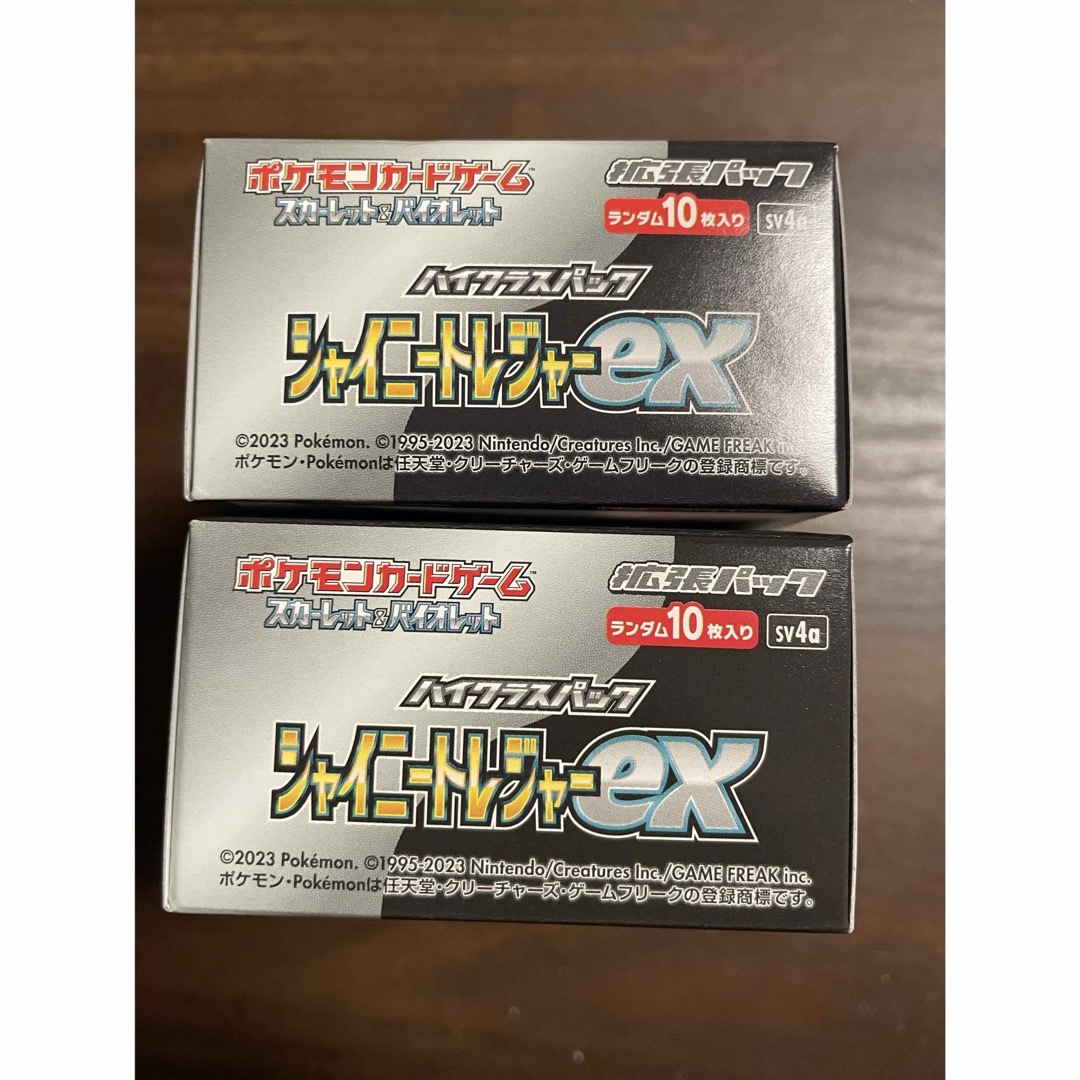 ポケモンカードゲーム™
スカーレット&バイオレット
拡張パック
ランダム10枚入り sv4a
ハイクラスパック
シャイニートレジャーex
©2023 Pokémon. ©1995-2023 Nintendo/Creatures Inc./GAME FREAK inc.
ポケモン・Pokémonは任天堂・クリーチャーズ・ゲームフリークの登録商標です。
ポケモンカードゲーム™
スカーレット&バイオレット
拡張パック
ランダム10枚入り sv4a
ハイクラスパック
シャイニートレジャーex
©2023 Pokémon. ©1995-2023 Nintendo/Creatures Inc./GAME FREAK inc.
ポケモン・Pokémonは任天堂・クリーチャーズ・ゲームフリークの登録商標です。